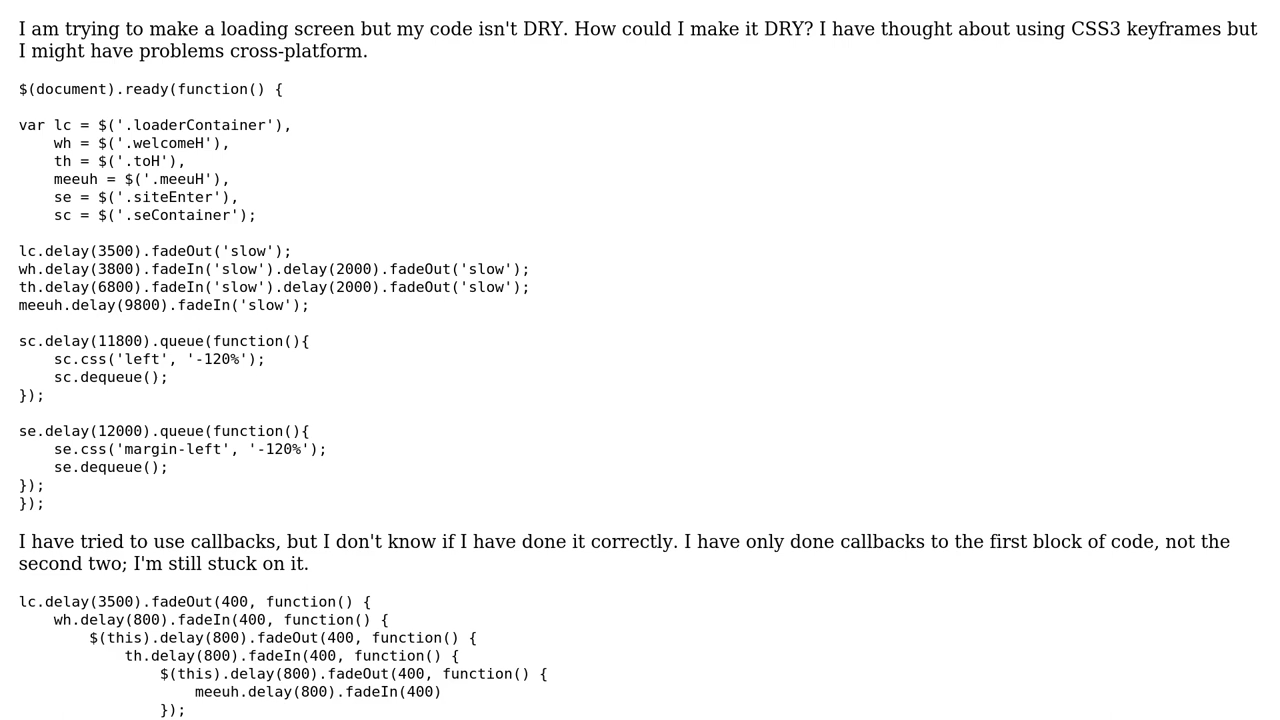 I am trying to make a loading screen but my code isn't DRY. How could I make it DRY? I have thought about using CSS3 keyframes but
I might have problems cross-platform.
$(document).ready(function() {
var lc = $('.loaderContainer'),
    wh = $('.welcomeH'),
    th = $('.toH'),
    meeuh = $('.meeuH'),
    se = $('.siteEnter'),
    sc = $('.seContainer');
lc.delay(3500).fadeOut('slow');
wh.delay(3800).fadeIn('slow').delay(2000).fadeOut('slow');
th.delay(6800).fadeIn('slow').delay(2000).fadeOut('slow');
meeuh.delay(9800).fadeIn('slow');
sc.delay(11800).queue(function(){
    sc.css('left', '-120%');
    sc.dequeue();
});
se.delay(12000).queue(function(){
    se.css('margin-left', '-120%');
    se.dequeue();
});
});
I have tried to use callbacks, but I don't know if I have done it correctly. I have only done callbacks to the first block of code, not the
second two; I'm still stuck on it.
lc.delay(3500).fadeOut(400, function() {
    wh.delay(800).fadeIn(400, function() {
        $(this).delay(800).fadeOut(400, function() {
            th.delay(800).fadeIn(400, function() {
                $(this).delay(800).fadeOut(400, function() {
                    meeuh.delay(800).fadeIn(400)
                });